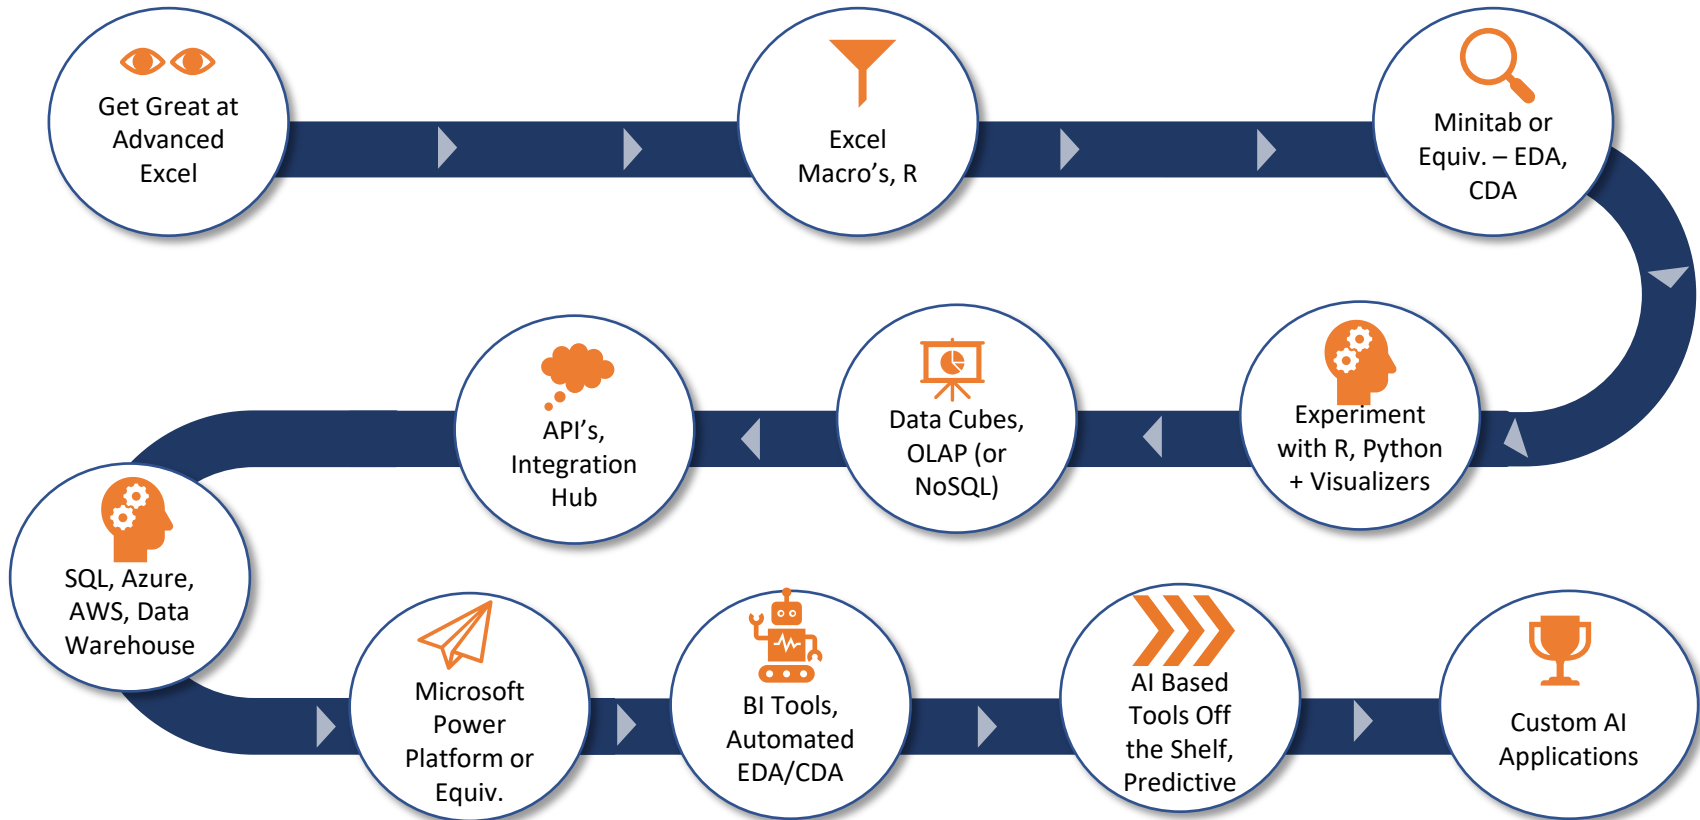 Get Great at
Advanced
Excel
Excel
Macro’s, R
Minitab or
Equiv. – EDA,
CDA
Experiment
with R, Python
+ Visualizers
Data Cubes,
OLAP (or
NoSQL)
API’s,
Integration
Hub
SQL, Azure,
AWS, Data
Warehouse
Microsoft
Power
Platform or
Equiv.
BI Tools,
Automated
EDA/CDA
AI Based
Tools Off
the Shelf,
Predictive
Custom AI
Applications